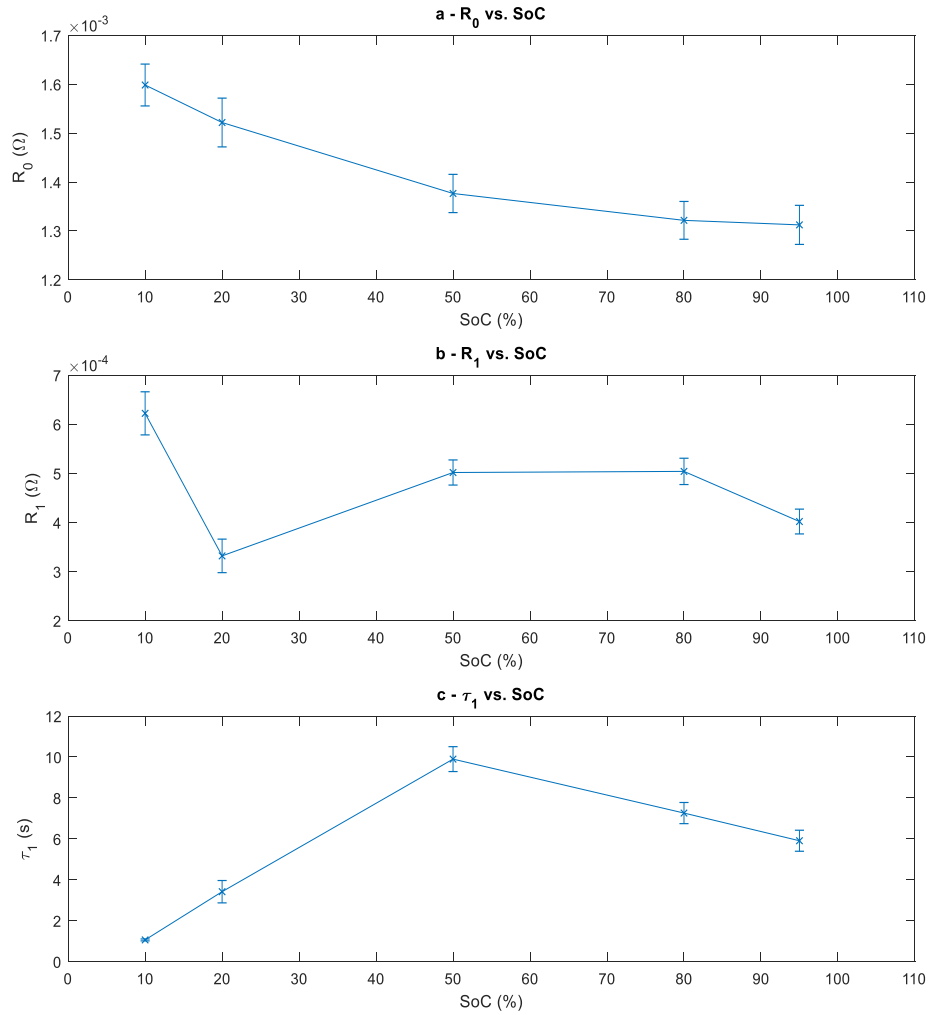 a - R₀ vs. SoC
×10⁻³
1.7
1.6
1.5
1.4
1.3
1.2
R₀ (Ω)
0 10 20 30 40 50 60 70 80 90 100 110
SoC (%)
b - R₁ vs. SoC
×10⁻⁴
7
6
5
4
3
2
R₁ (Ω)
0 10 20 30 40 50 60 70 80 90 100 110
SoC (%)
c - τ₁ vs. SoC
12
10
8
6
4
2
0
τ₁ (s)
0 10 20 30 40 50 60 70 80 90 100 110
SoC (%)